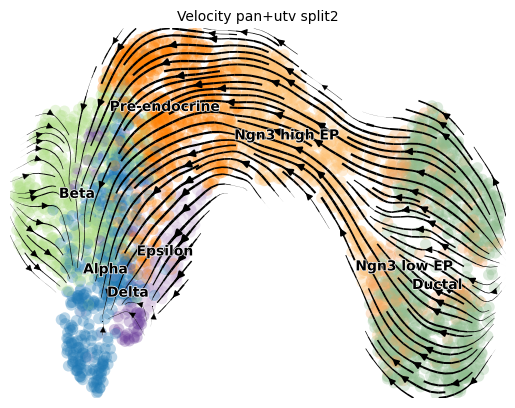 Velocity pan+utv split2
Pre-endocrine
Ngn3 high EP
Beta
Epsilon
Alpha
Ngn3 low EP
Ductal
Delta